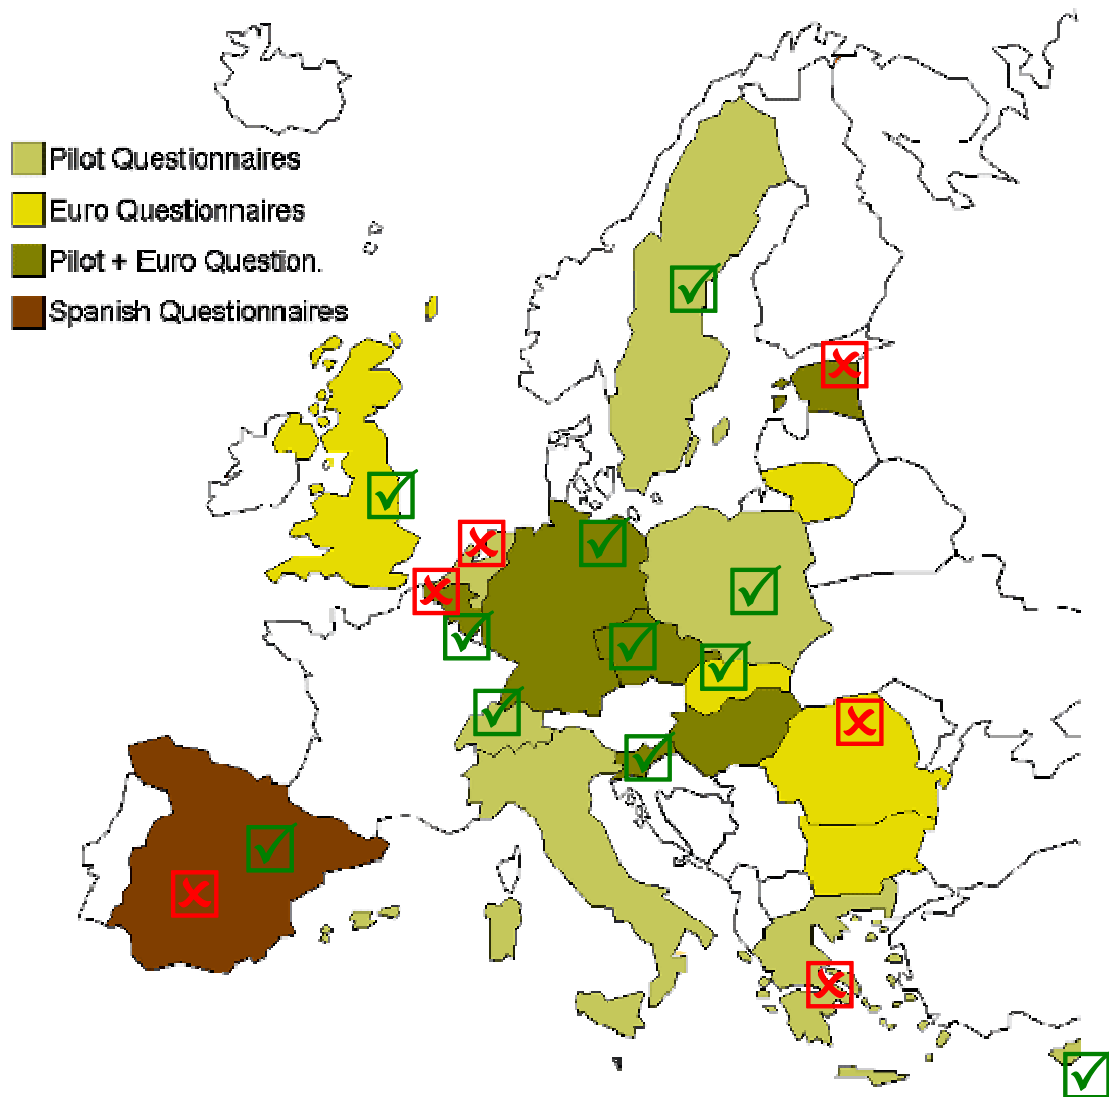 Pilot Questionnaires
Euro Questionnaires
Pilot + Euro Question.
Spanish Questionnaires